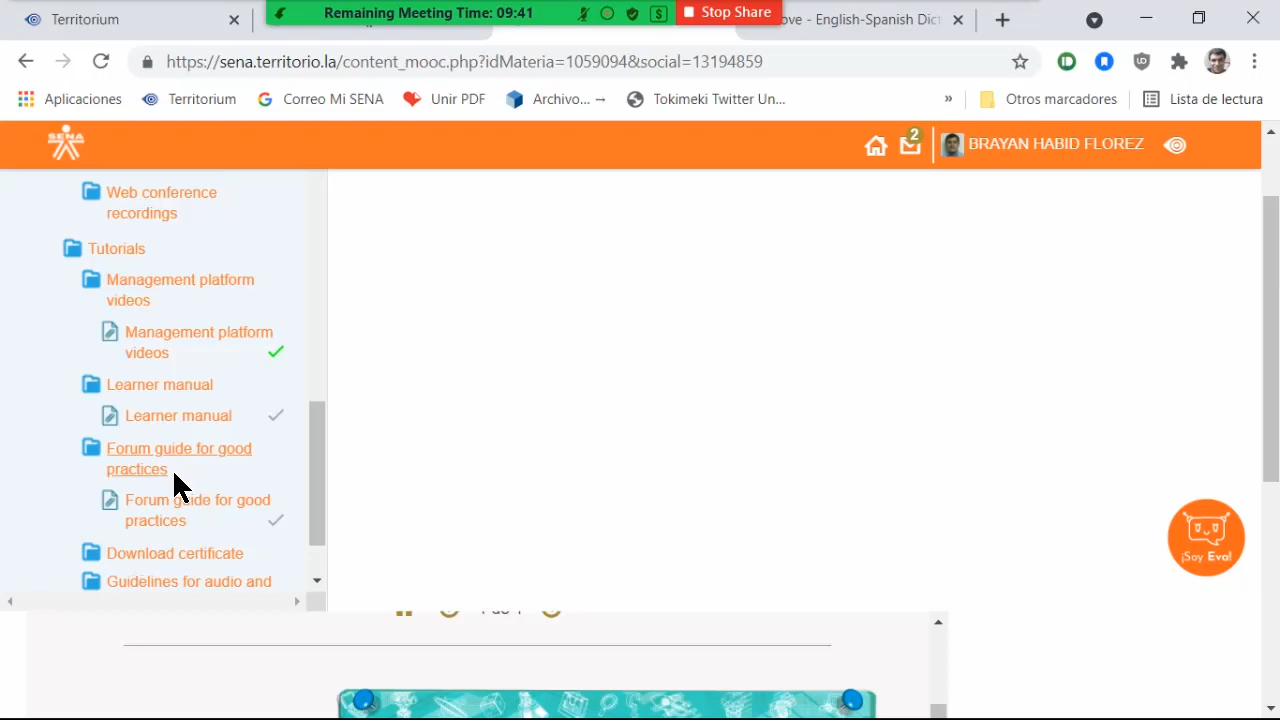 Territorium
Remaining Meeting Time: 09:41
Stop Share
ove - English-Spanish Dict
https://sena.territorio.la/content_mooc.php?idMateria=1059094&social=13194859
Aplicaciones
Territorium
Correo Mi SENA
Unir PDF
Archivo... →
Tokimeki Twitter Un...
»
Otros marcadores
Lista de lectura
SENA
2
BRAYAN HABID FLOREZ
Web conference
recordings
Tutorials
Management platform
videos
Management platform
videos
Learner manual
Learner manual
Forum guide for good
practices
Forum guide for good
practices
Download certificate
Guidelines for audio and
¡Soy Eva!